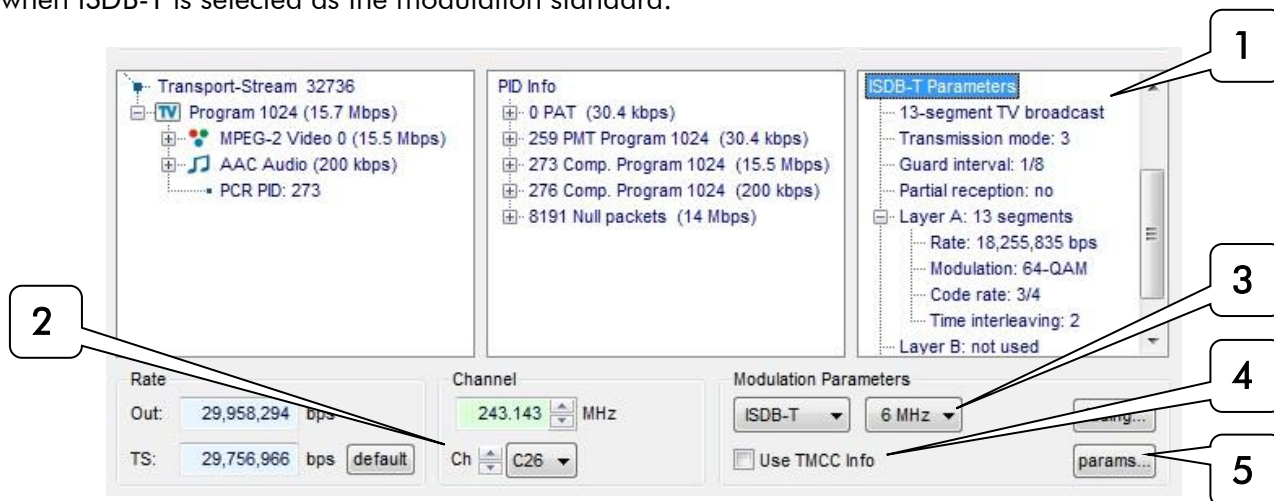 when ISDB-T is selected as the modulation standard.
1
Transport-Stream 32736
TV Program 1024 (15.7 Mbps)
MPEG-2 Video 0 (15.5 Mbps)
AAC Audio (200 kbps)
PCR PID: 273
PID Info
0 PAT (30.4 kbps)
259 PMT Program 1024 (30.4 kbps)
273 Comp. Program 1024 (15.5 Mbps)
276 Comp. Program 1024 (200 kbps)
8191 Null packets (14 Mbps)
ISDB-T Parameters
13-segment TV broadcast
Transmission mode: 3
Guard interval: 1/8
Partial reception: no
Layer A: 13 segments
Rate: 18,255,835 bps
Modulation: 64-QAM
Code rate: 3/4
Time interleaving: 2
Layer B: not used
2
3
4
5
Rate
Out: 29,958,294 bps
TS: 29,756,966 bps default
Channel
243.143 MHz
Ch C26
Modulation Parameters
ISDB-T 6 MHz
Use TMCC Info params...